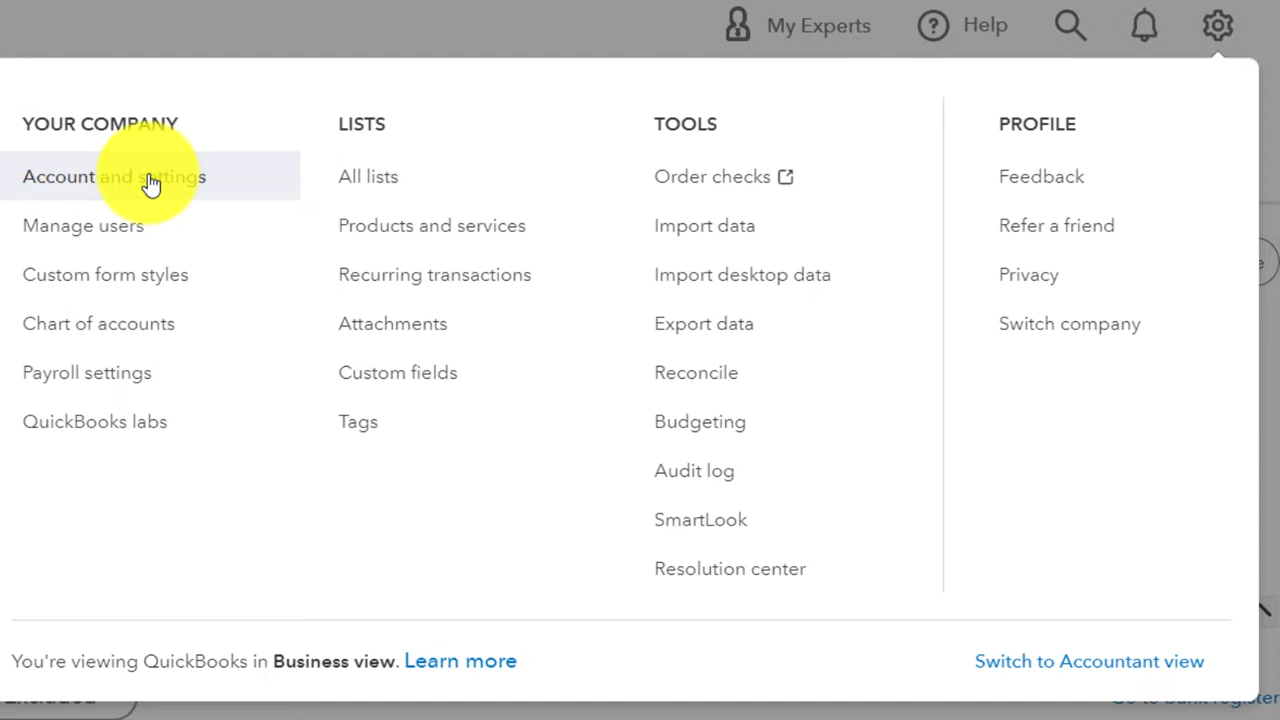 My Experts
Help
YOUR COMPANY
Account and settings
Manage users
Custom form styles
Chart of accounts
Payroll settings
QuickBooks labs
LISTS
All lists
Products and services
Recurring transactions
Attachments
Custom fields
Tags
TOOLS
Order checks
Import data
Import desktop data
Export data
Reconcile
Budgeting
Audit log
SmartLook
Resolution center
PROFILE
Feedback
Refer a friend
Privacy
Switch company
You're viewing QuickBooks in Business view. Learn more
Switch to Accountant view